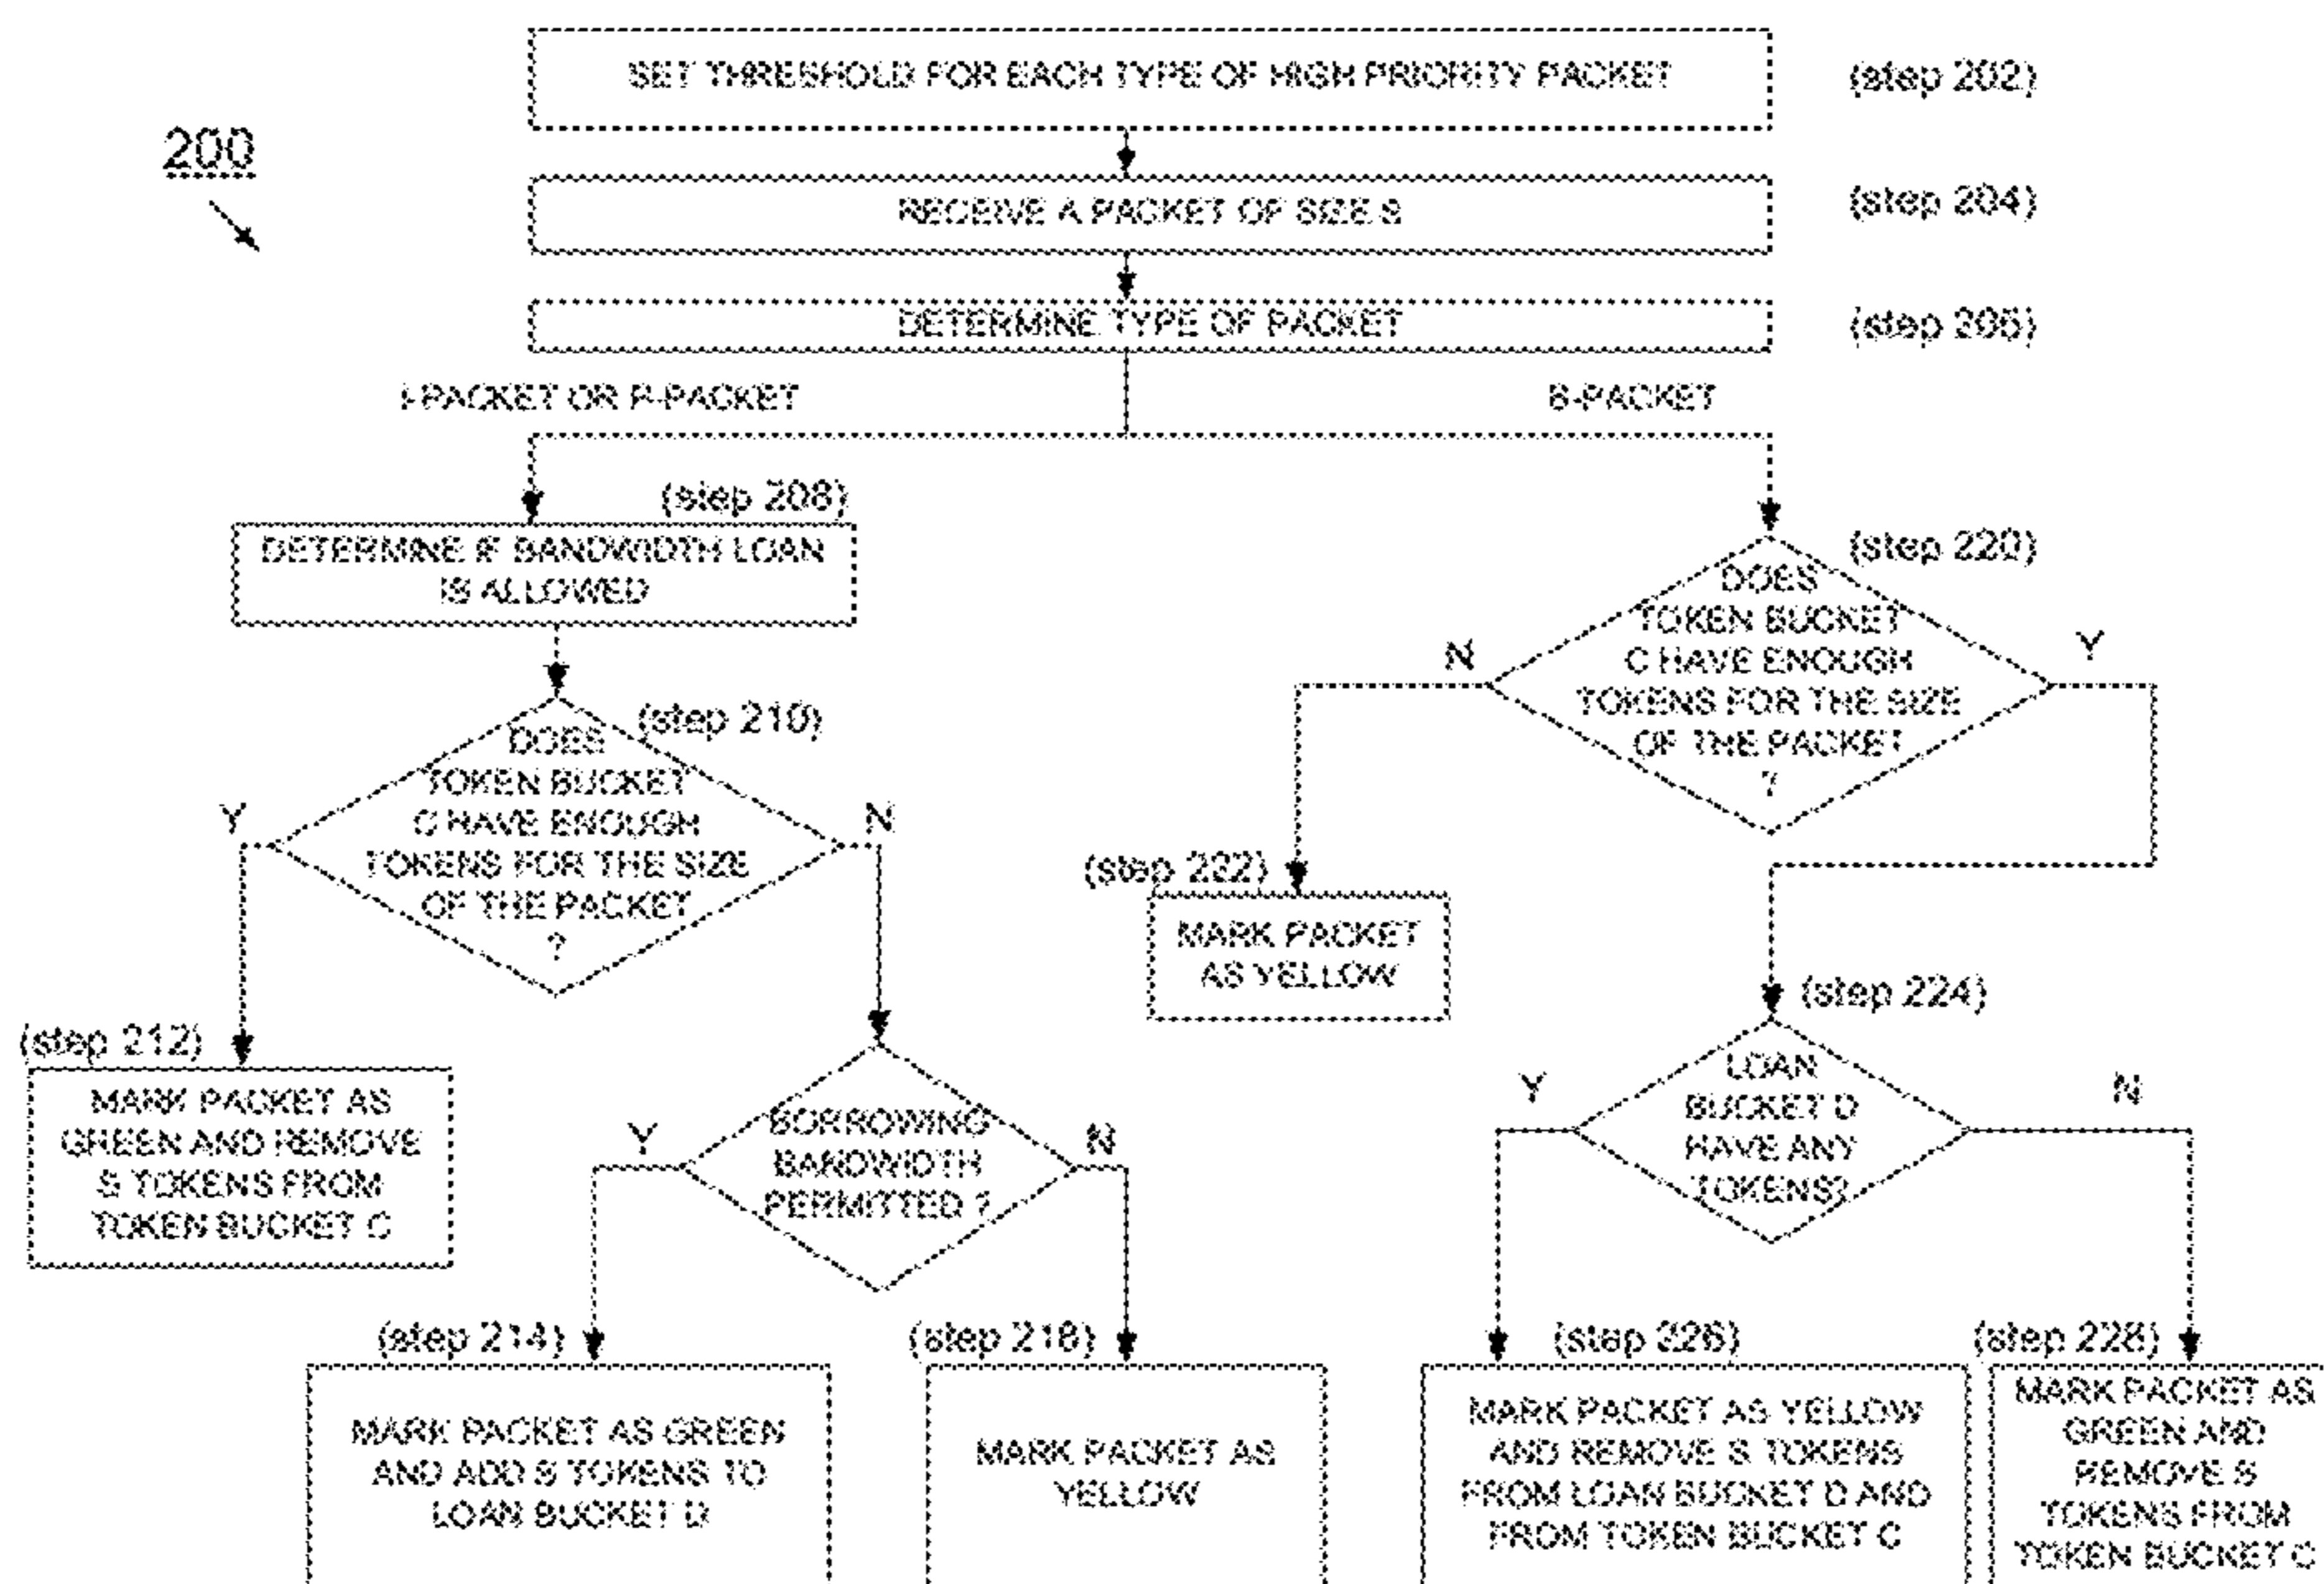 SET THRESHOLD FOR EACH TYPE OF HIGH PRIORITY PACKET
(step 202)
200
RECEIVE A PACKET OF SIZE S
(step 204)
DETERMINE TYPE OF PACKET
(step 206)
I-PACKET OR P-PACKET
B-PACKET
(step 208)
DETERMINE IF BANDWIDTH LOAN
IS ALLOWED
(step 210)
DOES
TOKEN BUCKET
C HAVE ENOUGH
TOKENS FOR THE SIZE
OF THE PACKET
?
Y
N
(step 212)
MARK PACKET AS
GREEN AND REMOVE
S TOKENS FROM
TOKEN BUCKET C
BORROWING
BANDWIDTH
PERMITTED ?
Y
N
(step 214)
MARK PACKET AS GREEN
AND ADD S TOKENS TO
LOAN BUCKET D
(step 218)
MARK PACKET AS
YELLOW
(step 220)
DOES
TOKEN BUCKET
C HAVE ENOUGH
TOKENS FOR THE SIZE
OF THE PACKET
?
N
Y
(step 222)
MARK PACKET
AS YELLOW
(step 224)
LOAN
BUCKET D
HAVE ANY
TOKENS?
Y
N
(step 226)
MARK PACKET AS YELLOW
AND REMOVE S TOKENS
FROM LOAN BUCKET D AND
FROM TOKEN BUCKET C
(step 228)
MARK PACKET AS
GREEN AND
REMOVE S
TOKENS FROM
TOKEN BUCKET C